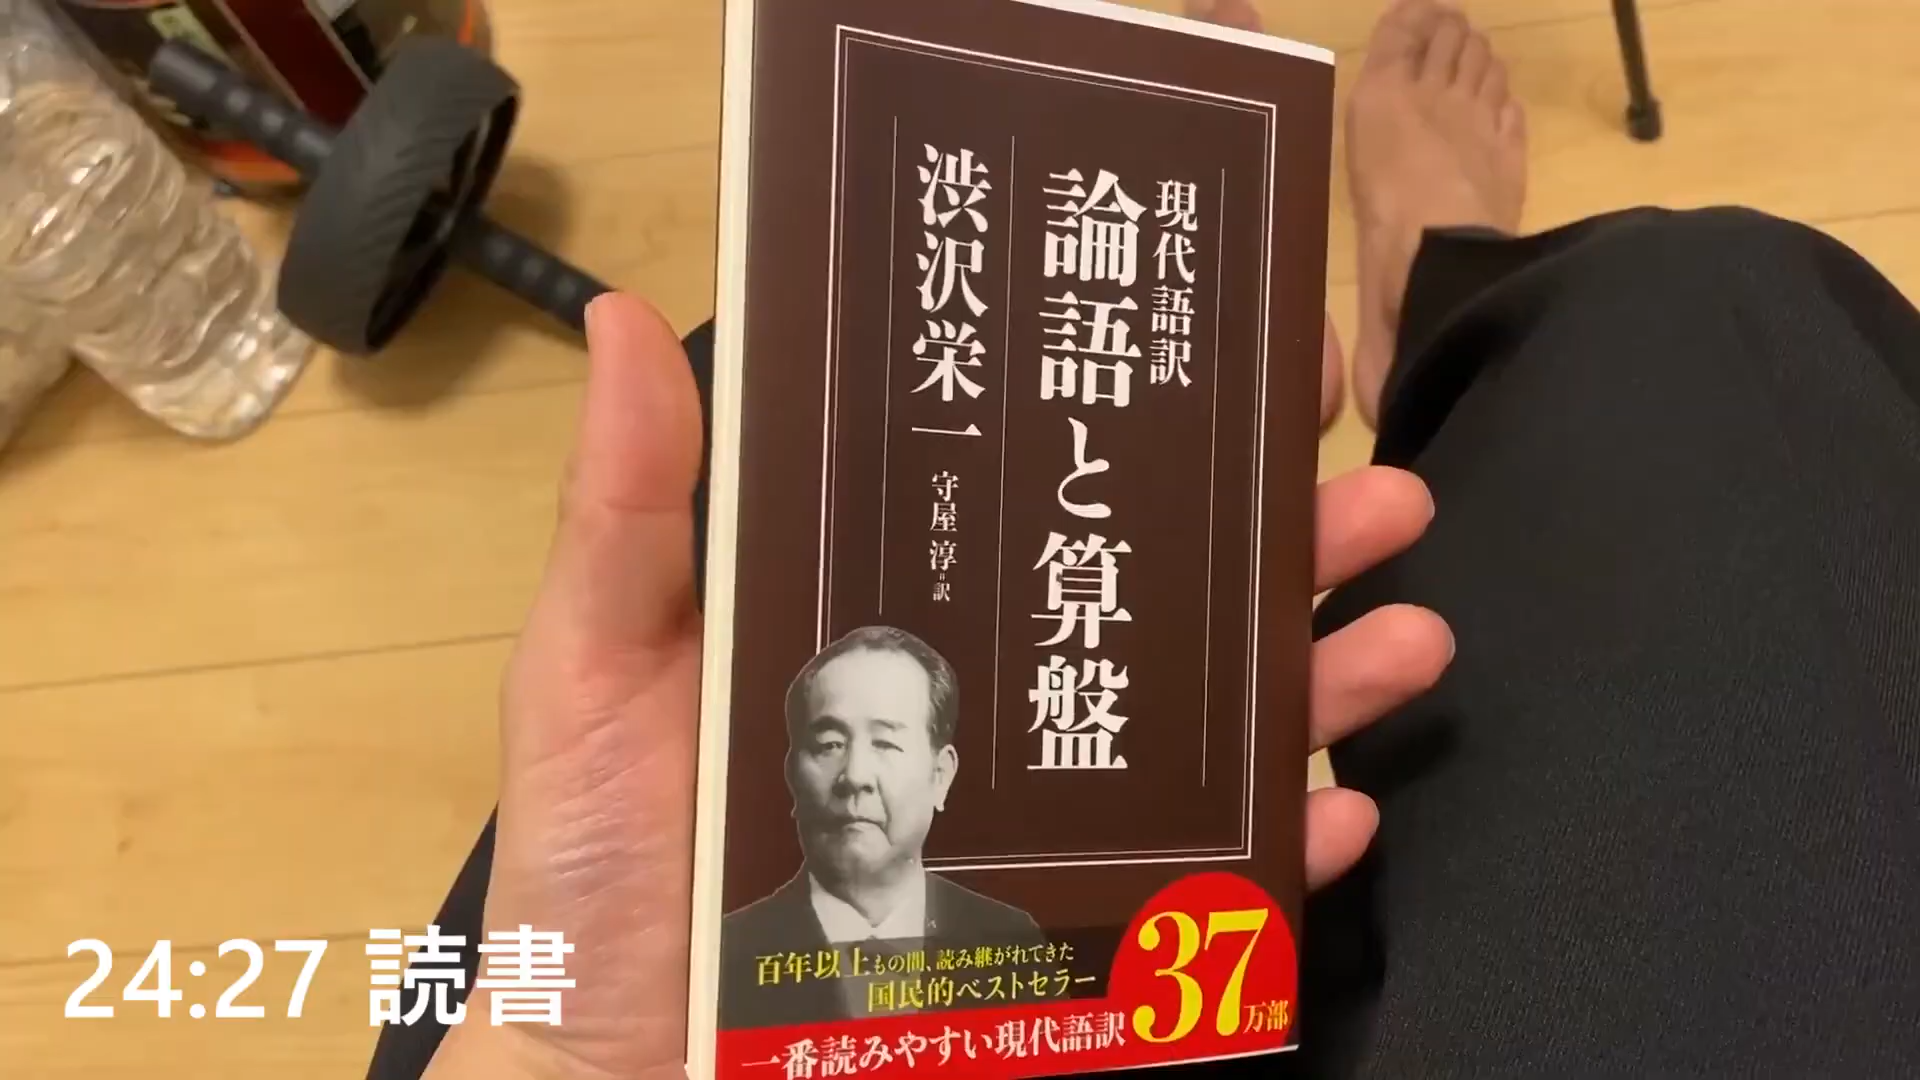 現代語訳
論語と算盤
渋沢栄一
守屋 淳=訳
百年以上もの間、読み継がれてきた
国民的ベストセラー
37万部
一番読みやすい現代語訳
24:27 読書